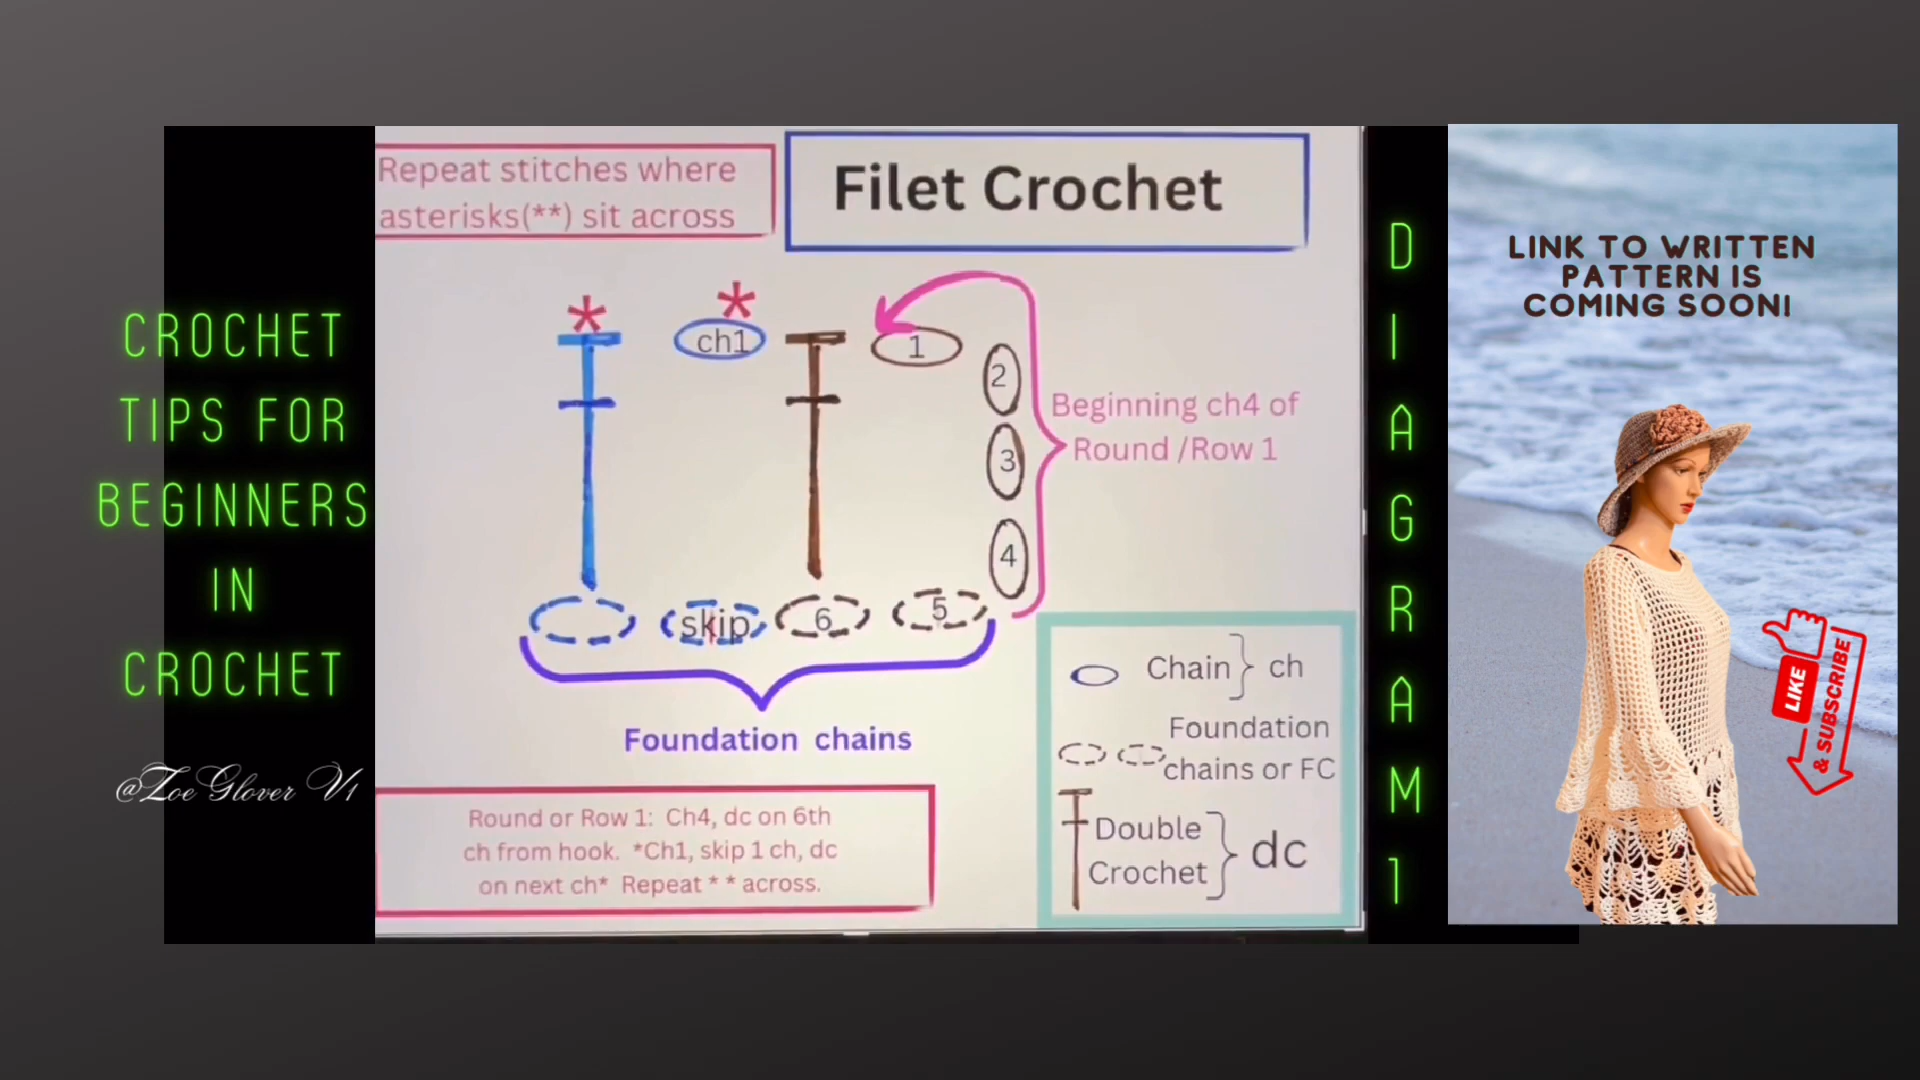 CROCHET
TIPS FOR
BEGINNERS
IN
CROCHET
@Zoe Glover V1
Repeat stitches where
asterisks(**) sit across
Filet Crochet
*
*
ch1
1
2
3
4
Beginning ch4 of
Round /Row 1
skip
6
5
Foundation chains
Round or Row 1: Ch4, dc on 6th
ch from hook. *Ch1, skip 1 ch, dc
on next ch* Repeat ** across.
Chain} ch
Foundation
chains or FC
Double
Crochet
} dc
DIAGRAM 1
LINK TO WRITTEN
PATTERN IS
COMING SOON!
LIKE
& SUBSCRIBE